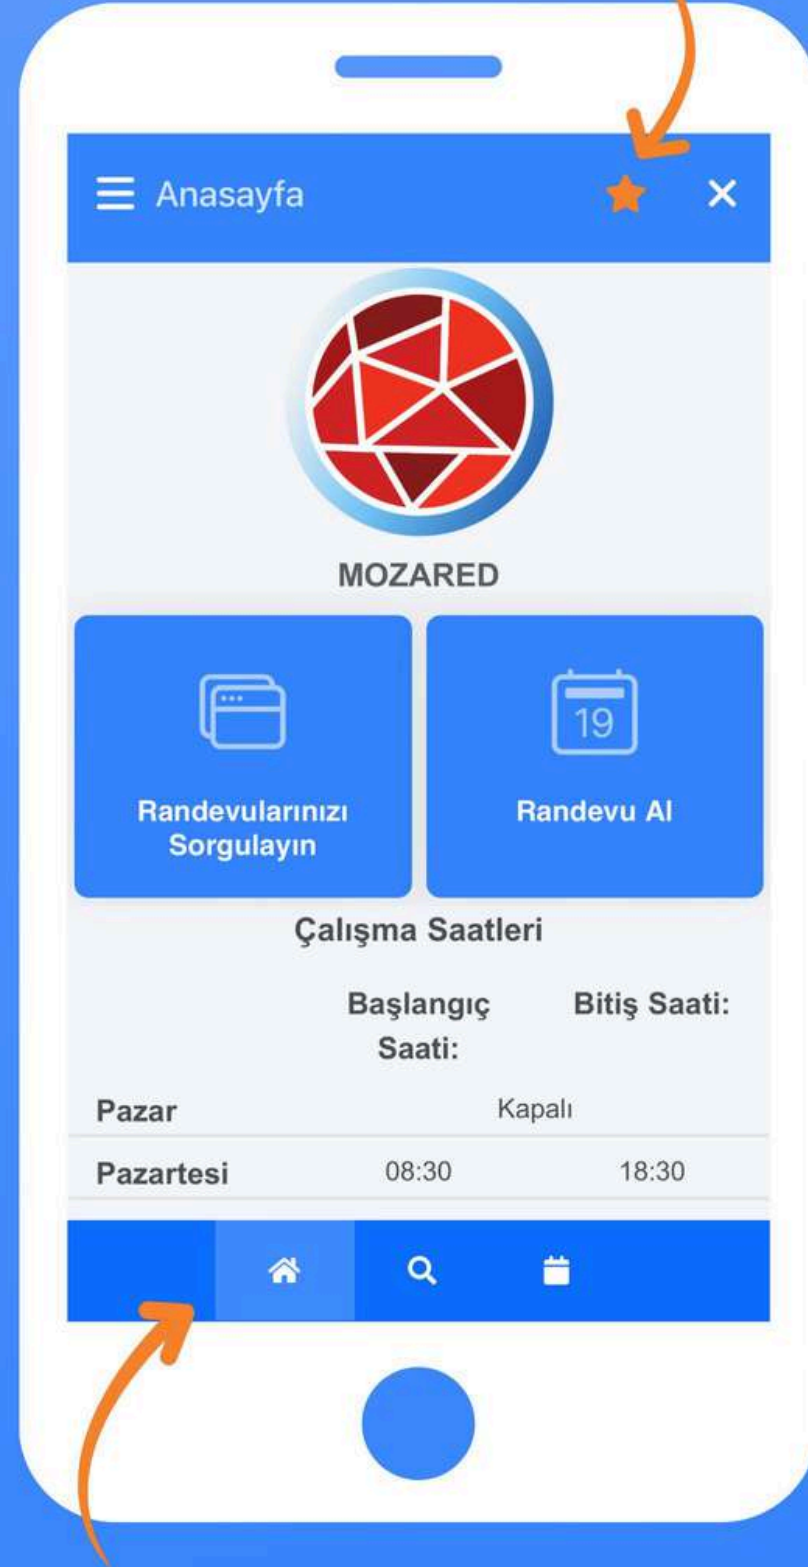 Anasayfa
MOZARED
19
Randevularınızı
Sorgulayın
Randevu Al
Çalışma Saatleri
Başlangıç
Saati:
Bitiş Saati:
Pazar Kapalı
Pazartesi 08:30 18:30